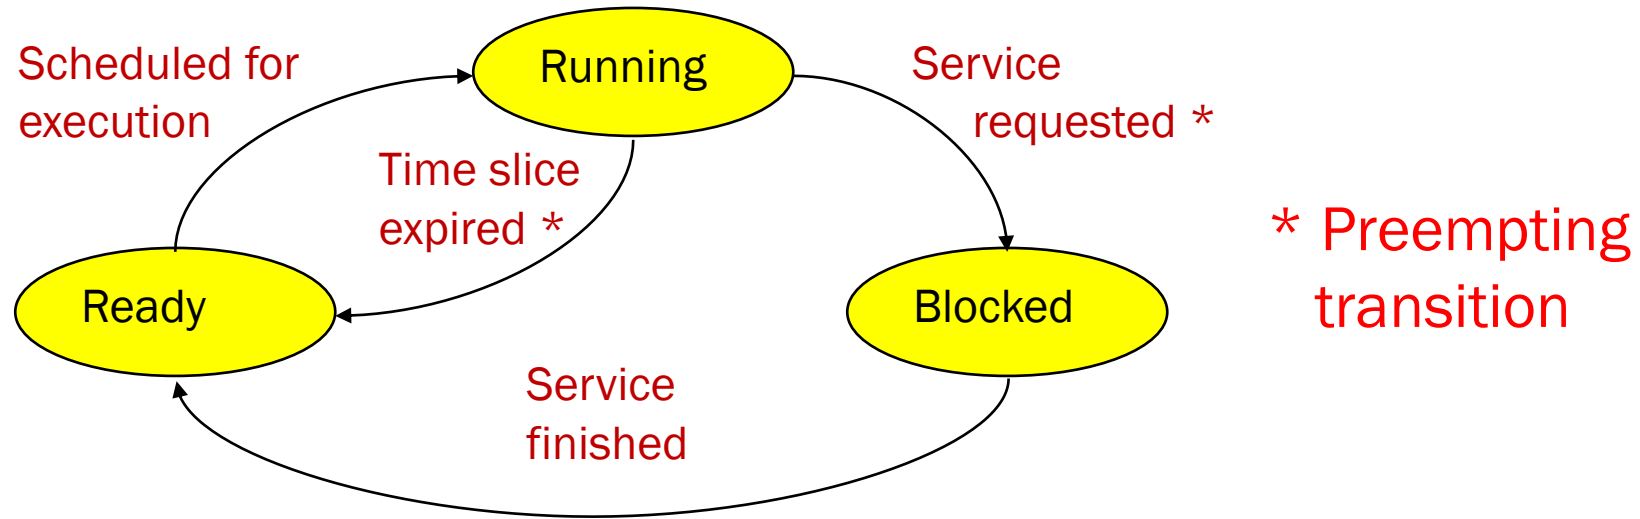 Scheduled for
execution
Running
Service
requested *
Time slice
expired *
* Preempting
transition
Ready
Blocked
Service
finished